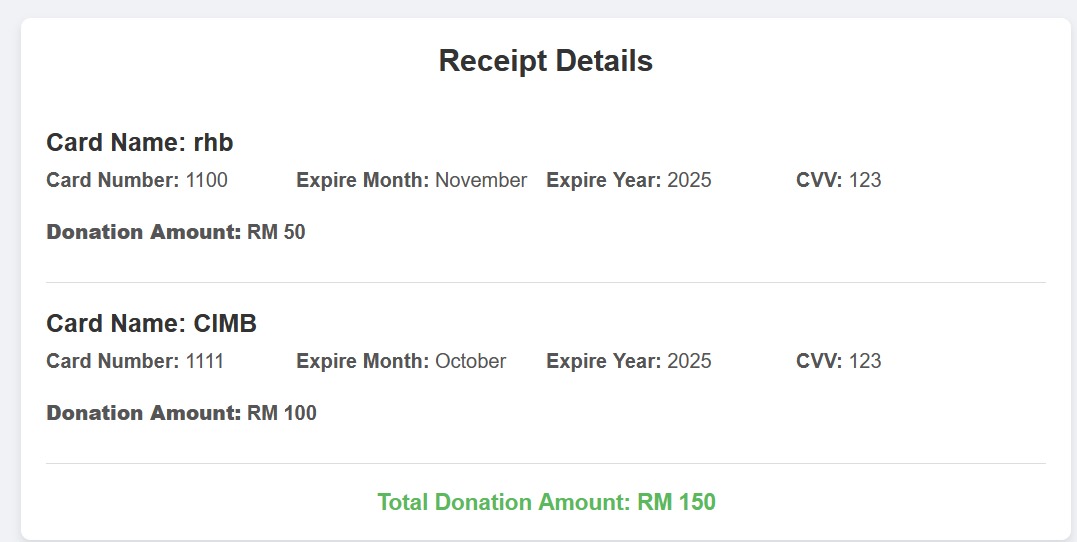 Receipt Details
Card Name: rhb
Card Number: 1100 Expire Month: November Expire Year: 2025 CVV: 123
Donation Amount: RM 50
Card Name: CIMB
Card Number: 1111 Expire Month: October Expire Year: 2025 CVV: 123
Donation Amount: RM 100
Total Donation Amount: RM 150